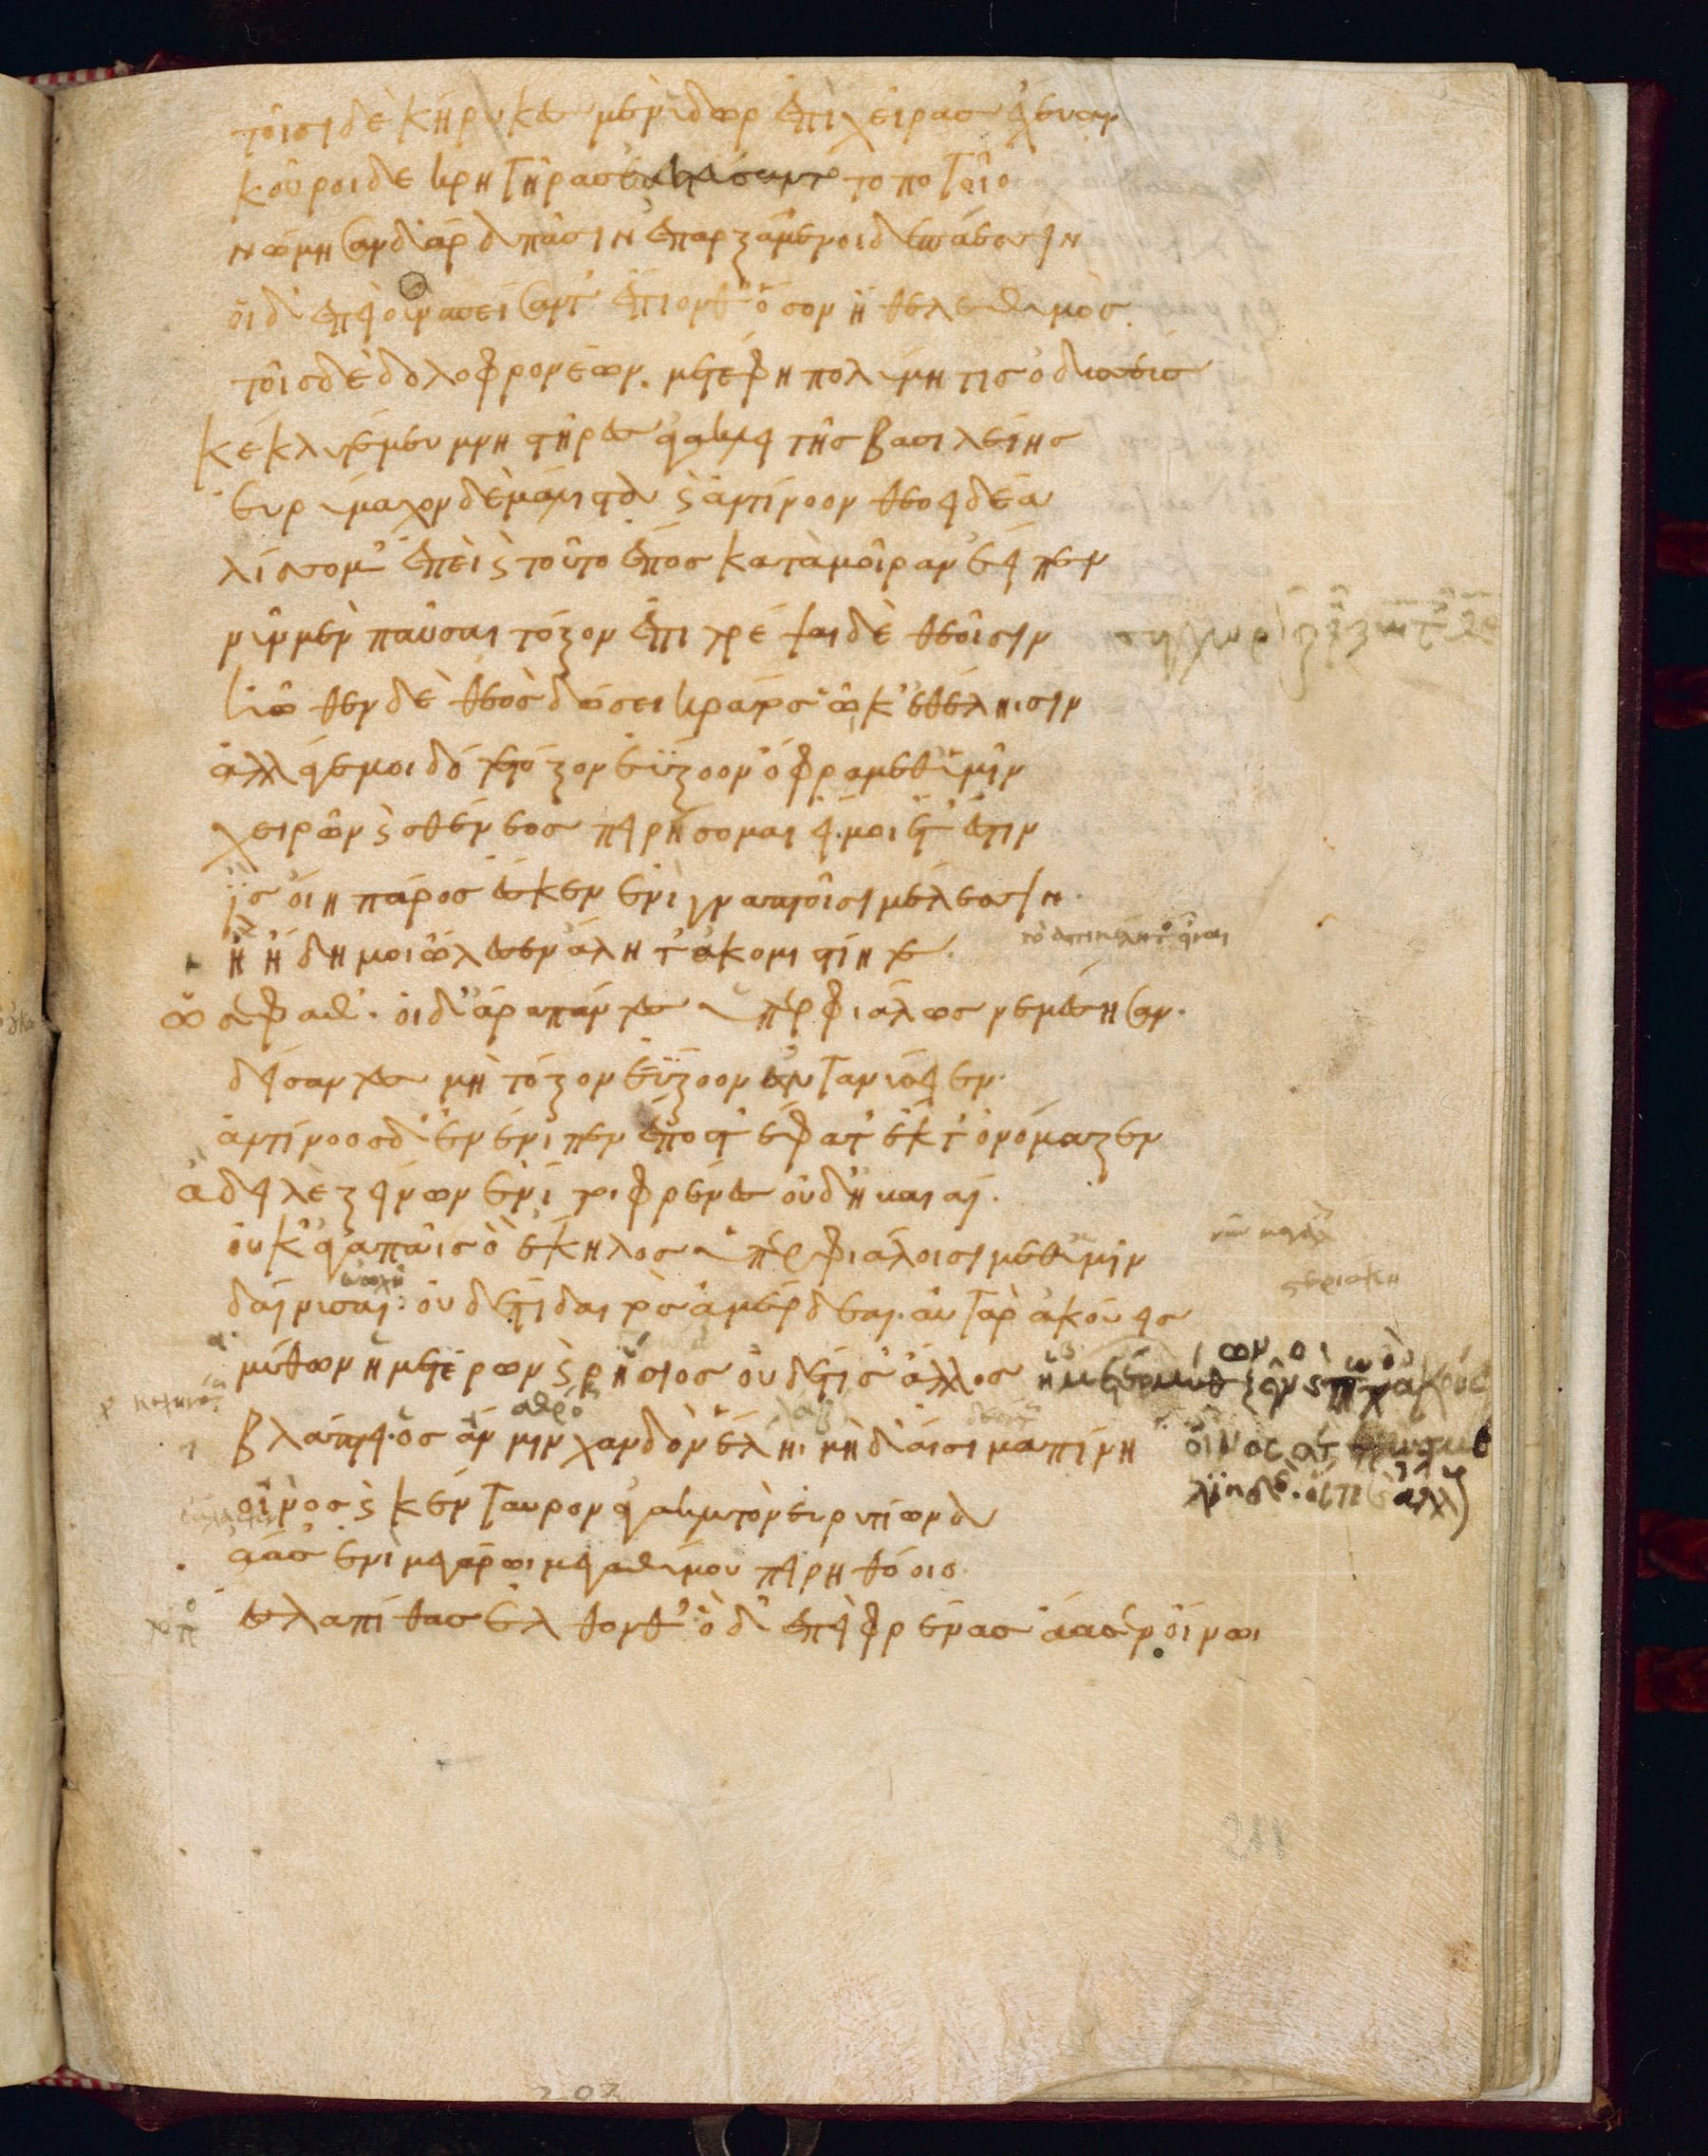 τοῖσι δὲ κήρυκες μὲν ὕδωρ ἐπὶ χεῖρας ἔχευαν
κοῦροι δὲ κρητῆρας ἐπεστέψαντο ποτοῖο
νώμησαν δ' ἄρα πᾶσιν ἐπαρξάμενοι δεπάεσσιν
οἱ δ' ἐπεὶ οὖν σπεῖσάν τ' ἔπιόν θ' ὅσον ἤθελε θυμός.
τοῖς δὲ δολοφρονέων. μετέφη πολύμητις ὀδυσσεύς
κέκλυτέ μευ μνηστῆρες ἀγακλειτῆς βασιλείης
εὐρύμαχον δὲ μάλιστα καὶ ἀντίνοον θεοειδέα
λίσσομ' ἐπεὶ καὶ τοῦτο ἔπος κατὰ μοῖραν ἔειπεν
νῦν μὲν παῦσαι τόξον ἐπιτρέψαι δὲ θεοῖσιν
ἠῶθεν δὲ θεὸς δώσει κράτος ᾧ κ' ἐθέλησιν
ἀλλ' ἄγε μοι δότε τόξον ἐΰξοον ὄφρα μεθ' ὑμῖν
χειρῶν καὶ σθένεος πειρήσομαι εἴ μοι ἔτ' ἐστιν
ἲς οἵη πάρος ἔσκεν ἐνὶ γναμπτοῖσι μέλεσσιν.
ἢ ἤδη μοι ὄλεσσεν ἄλη τ' ἀκομιστίη τε.
ὣς ἔφαθ'. οἱ δ' ἄρα πάντες ὑπερφιάλως νεμέσησαν.
δείσαντες μὴ τόξον ἐΰξοον ἐντανύσειεν.
ἀντίνοος δ' ἐνένιπεν ἔπος τ' ἔφατ' ἔκ τ' ὀνόμαζεν
ἆ δειλὲ ξείνων ἔνι τοι φρένες οὐδ' ἠβαιαί.
οὐκ ἀγαπᾷς ὃ ἕκηλος ὑπερφιάλοισι μεθ' ἡμῖν
δαίνυσαι· οὐδέ τι δαιτὸς ἀμέρδεαι. αὐτὰρ ἀκούεις
μύθων ἡμετέρων καὶ ῥήσιος οὐδέ τις ἄλλος
βλάπτει. ὃς ἄν μιν χανδὸν ἕλῃ μὴ δ' αἴσιμα πίνῃ
οἶνος καὶ κένταυρον ἀγακλυτὸν εὐρυτίωνα
ἄασ' ἐνὶ μεγάρῳ μεγαθύμου πειριθόοιο
ἐς λαπίθας ἐλθόνθ' ὁ δ' ἐπεὶ φρένας ἄασεν οἴνῳ
211